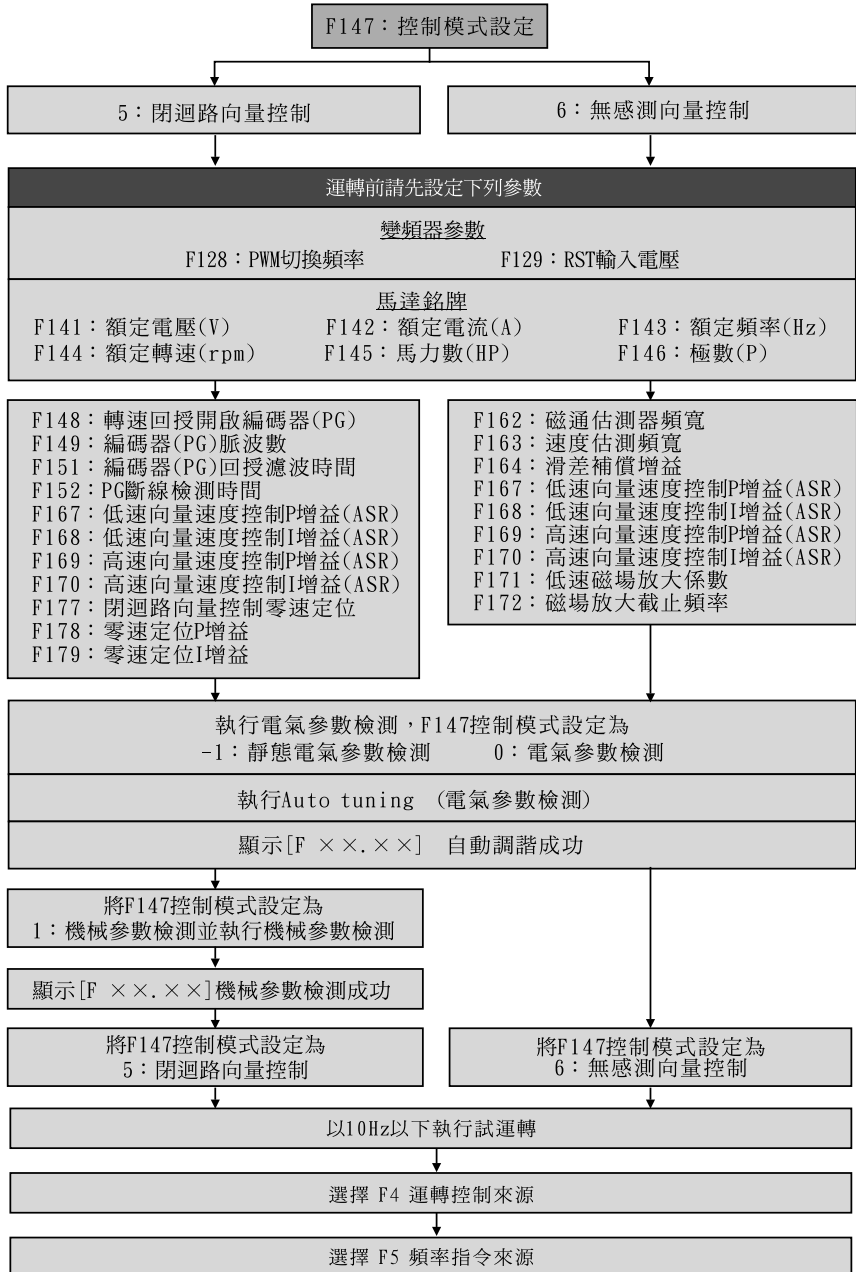 F147：控制模式設定
5：閉迴路向量控制
6：無感測向量控制
運轉前請先設定下列參數
變頻器參數
F128：PWM切換頻率 F129：RST輸入電壓
馬達銘牌
F141：額定電壓(V) F142：額定電流(A) F143：額定頻率(Hz)
F144：額定轉速(rpm) F145：馬力數(HP) F146：極數(P)
F148：轉速回授開啟編碼器(PG)
F149：編碼器(PG)脈波數
F151：編碼器(PG)回授濾波時間
F152：PG斷線檢測時間
F167：低速向量速度控制P增益(ASR)
F168：低速向量速度控制I增益(ASR)
F169：高速向量速度控制P增益(ASR)
F170：高速向量速度控制I增益(ASR)
F177：閉迴路向量控制零速定位
F178：零速定位P增益
F179：零速定位I增益
F162：磁通估測器頻寬
F163：速度估測頻寬
F164：滑差補償增益
F167：低速向量速度控制P增益(ASR)
F168：低速向量速度控制I增益(ASR)
F169：高速向量速度控制P增益(ASR)
F170：高速向量速度控制I增益(ASR)
F171：低速磁場放大係數
F172：磁場放大截止頻率
執行電氣參數檢測，F147控制模式設定為
-1：靜態電氣參數檢測 0：電氣參數檢測
執行Auto tuning (電氣參數檢測)
顯示[F ××.××] 自動調諧成功
將F147控制模式設定為
1：機械參數檢測並執行機械參數檢測
顯示[F ××.××]機械參數檢測成功
將F147控制模式設定為
5：閉迴路向量控制
將F147控制模式設定為
6：無感測向量控制
以10Hz以下執行試運轉
選擇 F4 運轉控制來源
選擇 F5 頻率指令來源